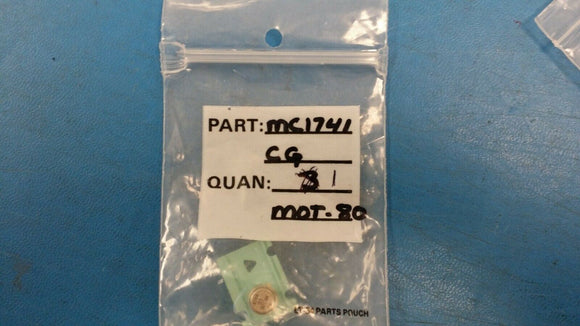 PART: MC1741
CG
QUAN: 1
MOT-80
PARTS POUCH